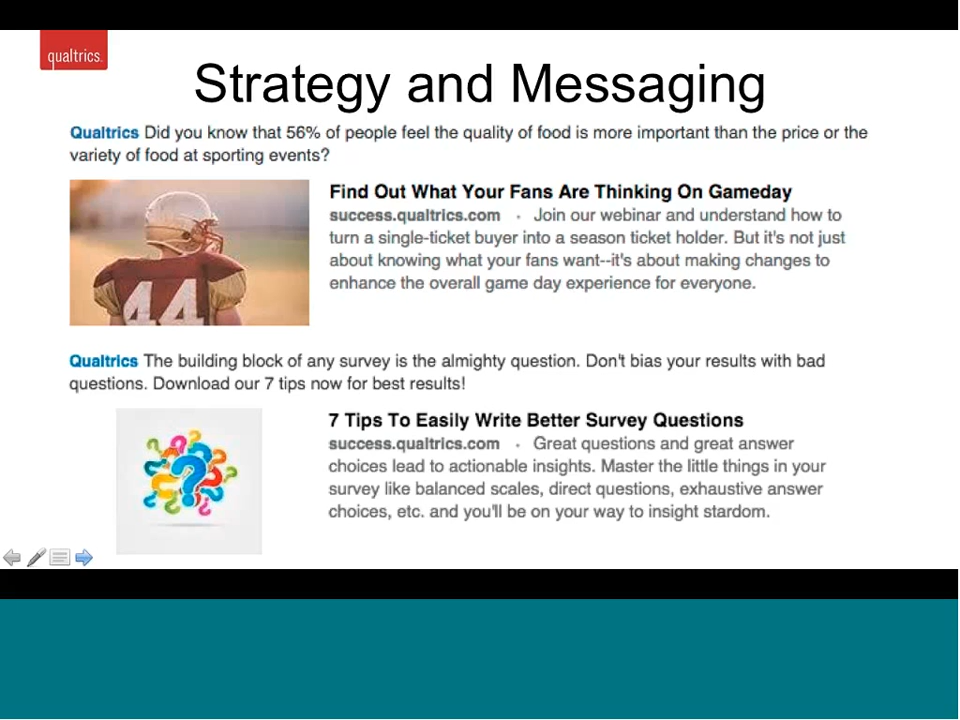 qualtrics.
Strategy and Messaging
Qualtrics Did you know that 56% of people feel the quality of food is more important than the price or the
variety of food at sporting events?
Find Out What Your Fans Are Thinking On Gameday
success.qualtrics.com • Join our webinar and understand how to
turn a single-ticket buyer into a season ticket holder. But it's not just
about knowing what your fans want--it's about making changes to
enhance the overall game day experience for everyone.
44
Qualtrics The building block of any survey is the almighty question. Don't bias your results with bad
questions. Download our 7 tips now for best results!
7 Tips To Easily Write Better Survey Questions
success.qualtrics.com • Great questions and great answer
choices lead to actionable insights. Master the little things in your
survey like balanced scales, direct questions, exhaustive answer
choices, etc. and you'll be on your way to insight stardom.